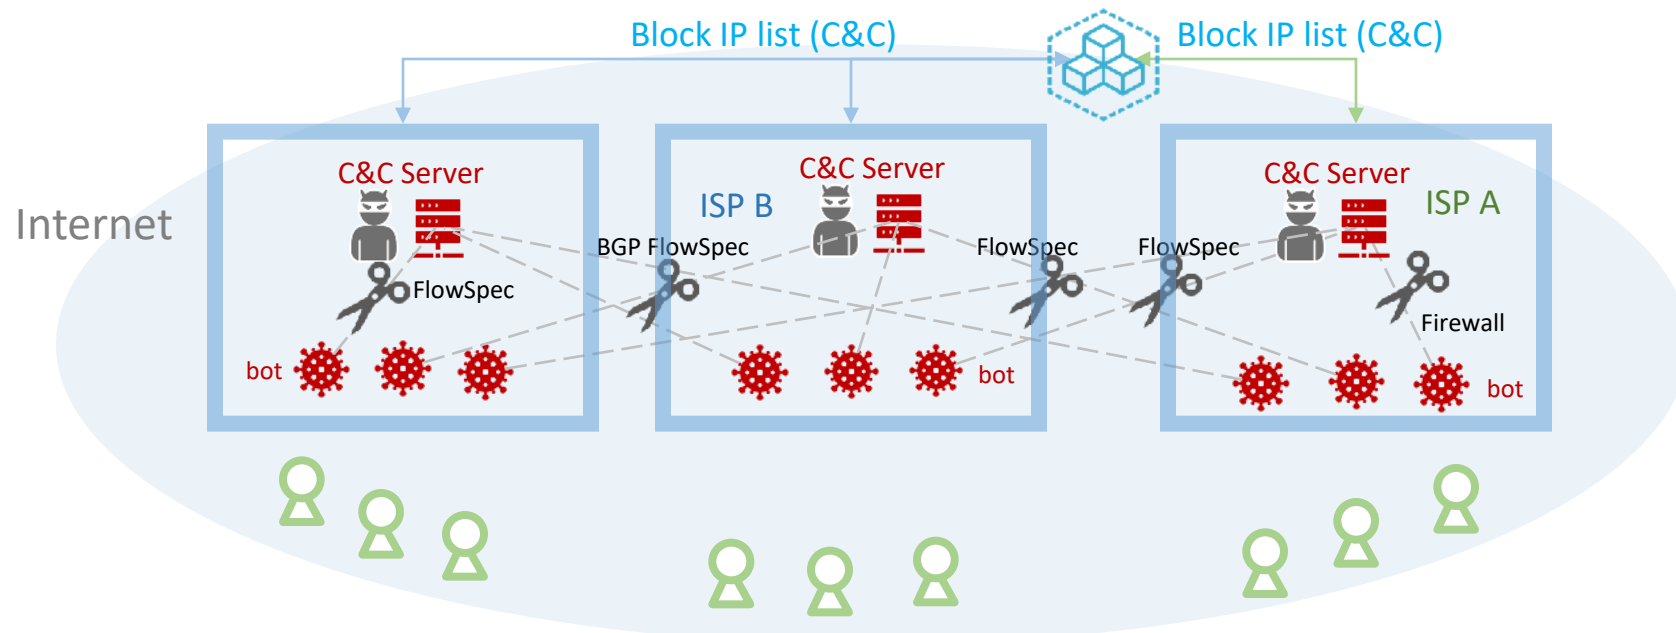 Block IP list (C&C)
Block IP list (C&C)
C&C Server
C&C Server
C&C Server
Internet
ISP B
ISP A
BGP FlowSpec
FlowSpec
FlowSpec
FlowSpec
Firewall
bot
bot
bot